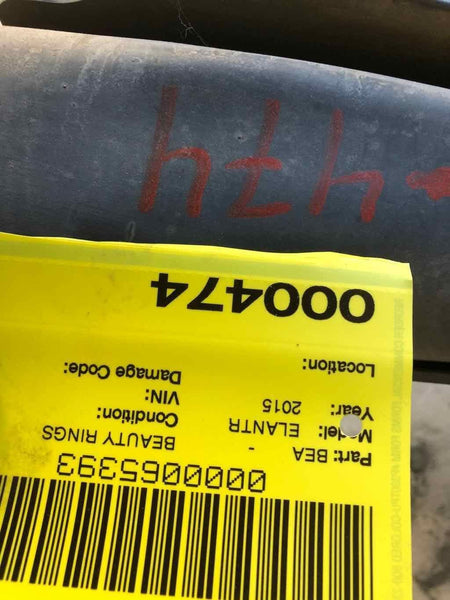 0000065393
Part: BEA - BEAUTY RINGS
Model: ELANTR Condition:
Year: 2015 VIN:
Location: Damage Code:
000474
474